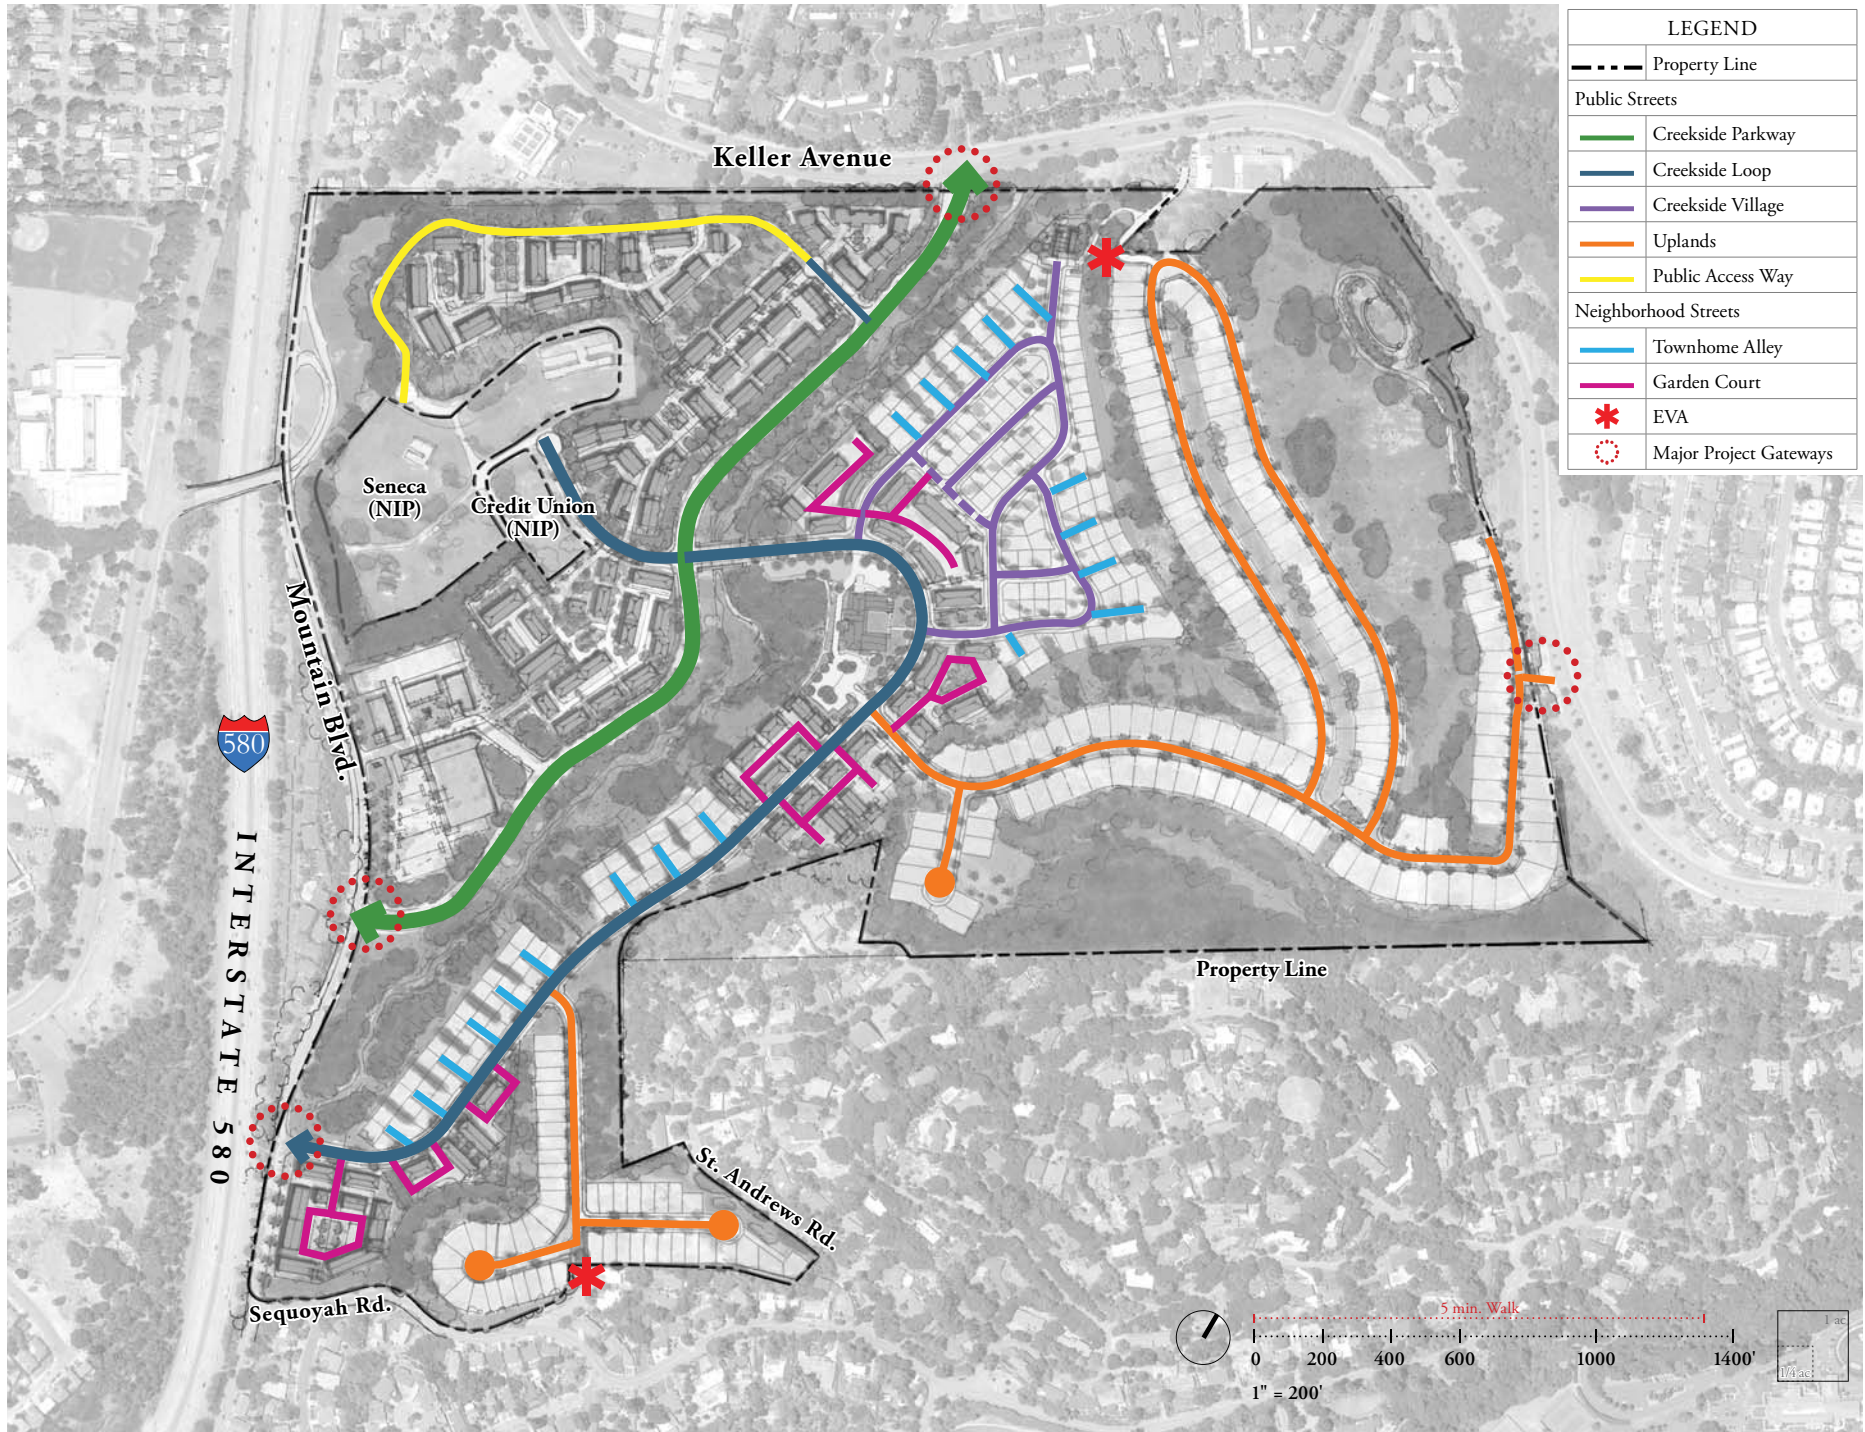 LEGEND
Property Line
Public Streets
Creekside Parkway
Creekside Loop
Creekside Village
Uplands
Public Access Way
Neighborhood Streets
Townhome Alley
Garden Court
EVA
Major Project Gateways
Keller Avenue
Seneca
(NIP)
Credit Union
(NIP)
Mountain Blvd.
580
INTERSTATE 580
Property Line
St. Andrews Rd.
Sequoyah Rd.
5 min. Walk
0 200 400 600 1000 1400'
1" = 200'
1 ac
1/4 ac